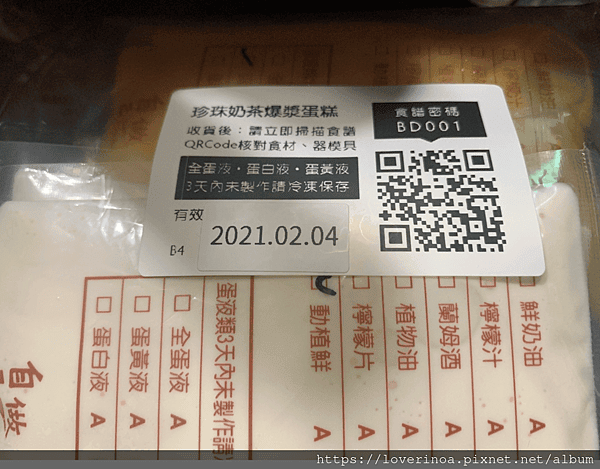 珍珠奶茶爆漿蛋糕
收貨後：請立即掃描食譜
QRCode核對食材、器模具
全蛋液・蛋白液・蛋黃液
3天內未製作請冷凍保存
有效
B4
2021.02.04
食譜密碼
BD001
鮮奶油 A
檸檬汁 A
蘭姆酒 A
植物油 A
檸檬片 A
動植鮮 A
蛋液類3天內未製作請
全蛋液 A
蛋黃液 A
蛋白液 A
自做
https://loverinoa.pixnet.net/album